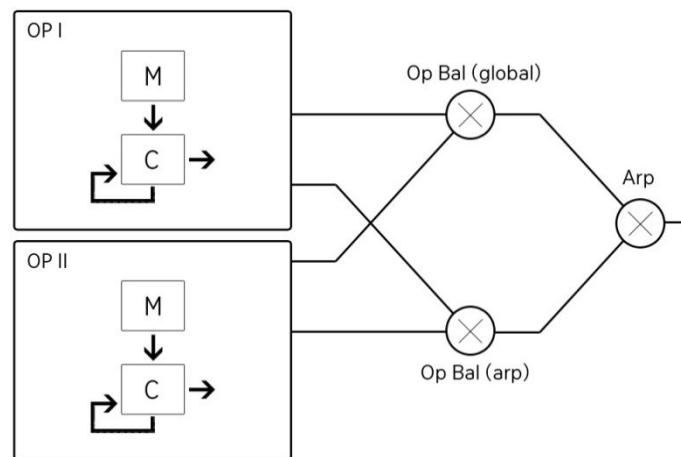 OP I
M
C
Op Bal (global)
Arp
OP II
M
C
Op Bal (arp)